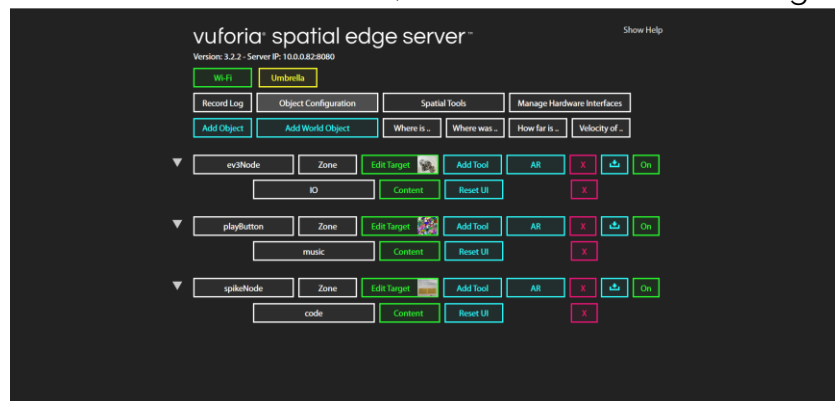 vuforia® spatial edge server™
Show Help
Version: 3.2.2 - Server IP: 10.0.0.82:8080
Wi-Fi Umbrella
Record Log Object Configuration Spatial Tools Manage Hardware Interfaces
Add Object Add World Object Where is .. Where was .. How far is .. Velocity of ..
ev3Node Zone Edit Target Add Tool AR X On
IO Content Reset UI X
playButton Zone Edit Target Add Tool AR X On
music Content Reset UI X
spikeNode Zone Edit Target Add Tool AR X On
code Content Reset UI X